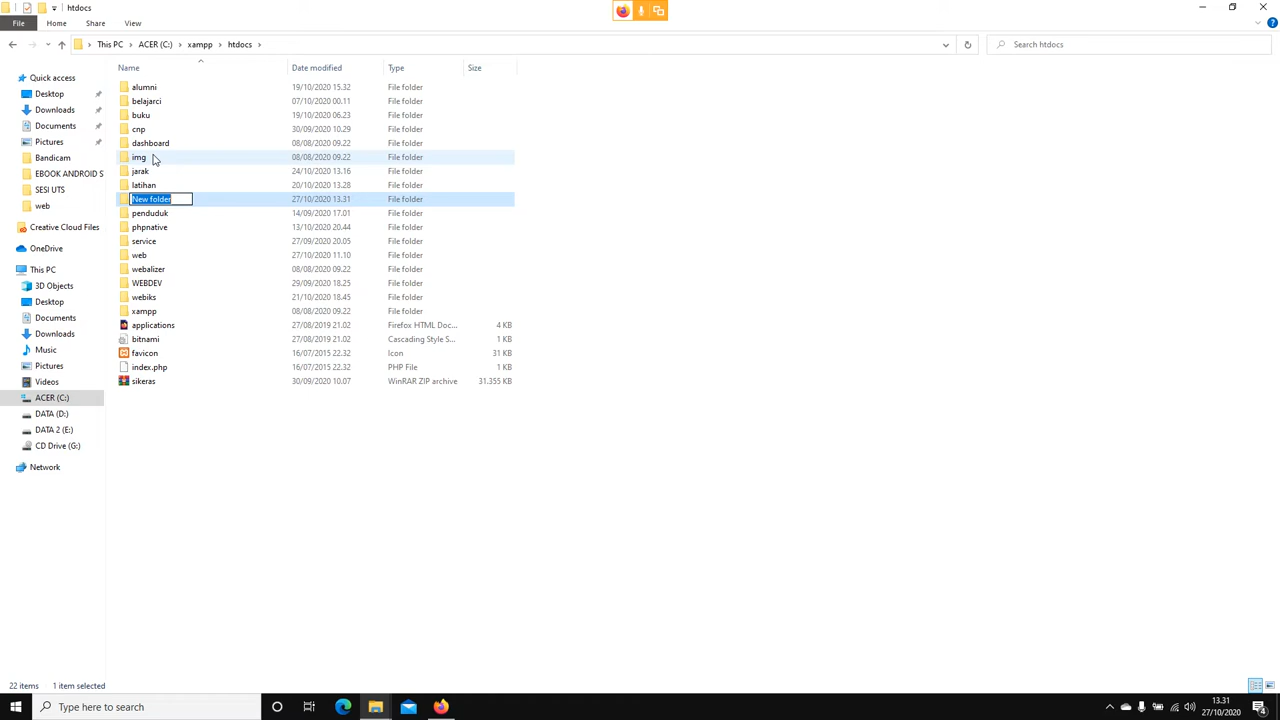 htdocs
File
Home
Share
View
This PC
ACER (C:)
xampp
htdocs
Search htdocs
Name
Date modified
Type
Size
alumni 19/10/2020 15.32 File folder
belajarci 07/10/2020 00.11 File folder
buku 19/10/2020 06.23 File folder
cnp 30/09/2020 10.29 File folder
dashboard 08/08/2020 09.22 File folder
img 08/08/2020 09.22 File folder
jarak 24/10/2020 13.16 File folder
latihan 20/10/2020 13.28 File folder
New folder 27/10/2020 13.31 File folder
penduduk 14/09/2020 17.01 File folder
phpnative 13/10/2020 20.44 File folder
service 27/09/2020 20.05 File folder
web 27/10/2020 11.10 File folder
webalizer 08/08/2020 09.22 File folder
WEBDEV 29/09/2020 18.25 File folder
webiks 21/10/2020 18.45 File folder
xampp 08/08/2020 09.22 File folder
applications 27/08/2019 21.02 Firefox HTML Doc... 4 KB
bitnami 27/08/2019 21.02 Cascading Style S... 1 KB
favicon 16/07/2015 22.32 Icon 31 KB
index.php 16/07/2015 22.32 PHP File 1 KB
sikeras 30/09/2020 10.07 WinRAR ZIP archive 31.355 KB
Quick access
Desktop
Downloads
Documents
Pictures
Bandicam
EBOOK ANDROID S
SESI UTS
web
Creative Cloud Files
OneDrive
This PC
3D Objects
Desktop
Documents
Downloads
Music
Pictures
Videos
ACER (C:)
DATA (D:)
DATA 2 (E:)
CD Drive (G:)
Network
22 items
1 item selected
Type here to search
13.31
27/10/2020
4